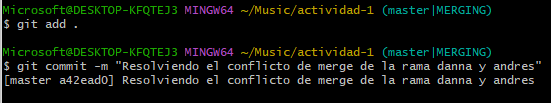 Microsoft@DESKTOP-KFQTEJ3 MINGW64 ~/Music/actividad-1 (master|MERGING)
$ git add .
Microsoft@DESKTOP-KFQTEJ3 MINGW64 ~/Music/actividad-1 (master|MERGING)
$ git commit -m "Resolviendo el conflicto de merge de la rama danna y andres"
[master a42ead0] Resolviendo el conflicto de merge de la rama danna y andres